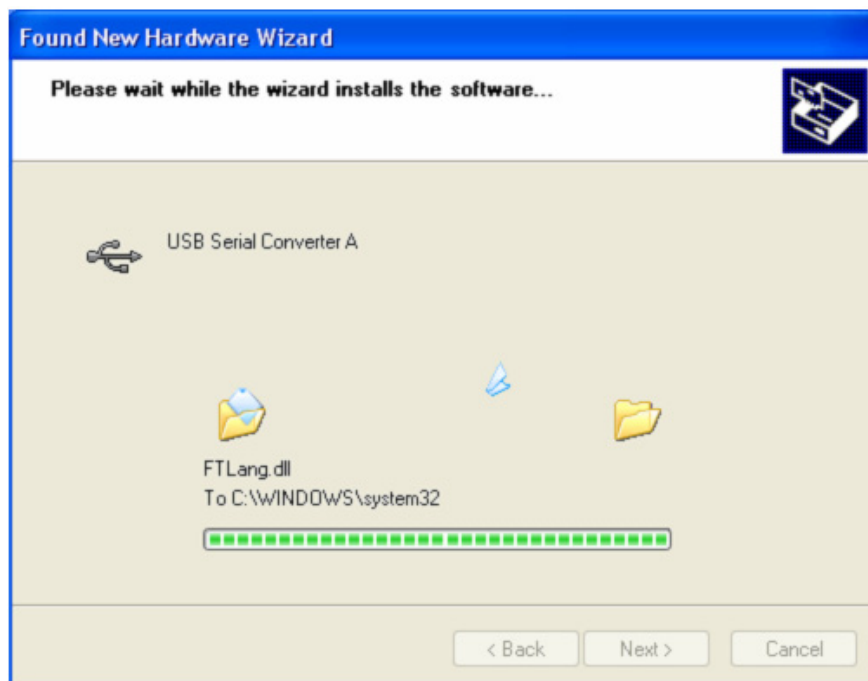 Found New Hardware Wizard
Please wait while the wizard installs the software...
USB Serial Converter A
FTLang.dll
To C:\WINDOWS\system32
< Back
Next >
Cancel